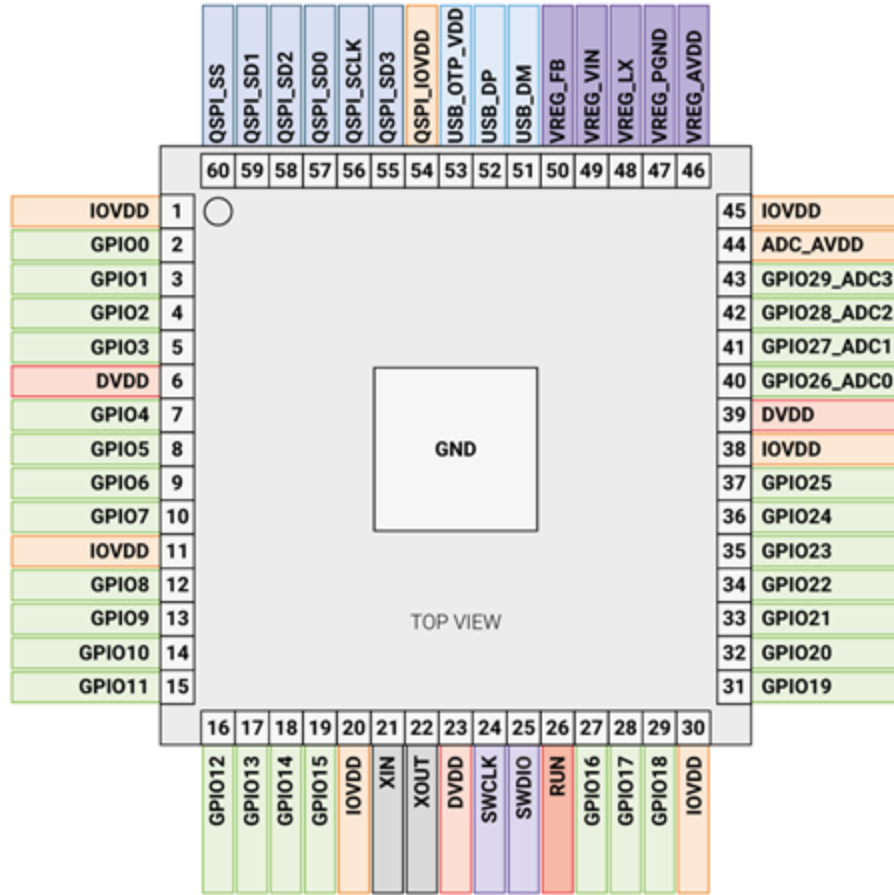 QSPI_SS QSPI_SD1 QSPI_SD2 QSPI_SD0 QSPI_SCLK QSPI_SD3 QSPI_IOVDD USB_OTP_VDD USB_DP USB_DM VREG_FB VREG_VIN VREG_LX VREG_PGND VREG_AVDD
60 59 58 57 56 55 54 53 52 51 50 49 48 47 46
IOVDD 1 45 IOVDD
GPIO0 2 44 ADC_AVDD
GPIO1 3 43 GPIO29_ADC3
GPIO2 4 42 GPIO28_ADC2
GPIO3 5 41 GPIO27_ADC1
DVDD 6 40 GPIO26_ADC0
GPIO4 7 39 DVDD
GPIO5 8 GND 38 IOVDD
GPIO6 9 37 GPIO25
GPIO7 10 36 GPIO24
IOVDD 11 35 GPIO23
GPIO8 12 34 GPIO22
GPIO9 13 TOP VIEW 33 GPIO21
GPIO10 14 32 GPIO20
GPIO11 15 31 GPIO19
16 17 18 19 20 21 22 23 24 25 26 27 28 29 30
GPIO12 GPIO13 GPIO14 GPIO15 IOVDD XIN XOUT DVDD SWCLK SWDIO RUN GPIO16 GPIO17 GPIO18 IOVDD